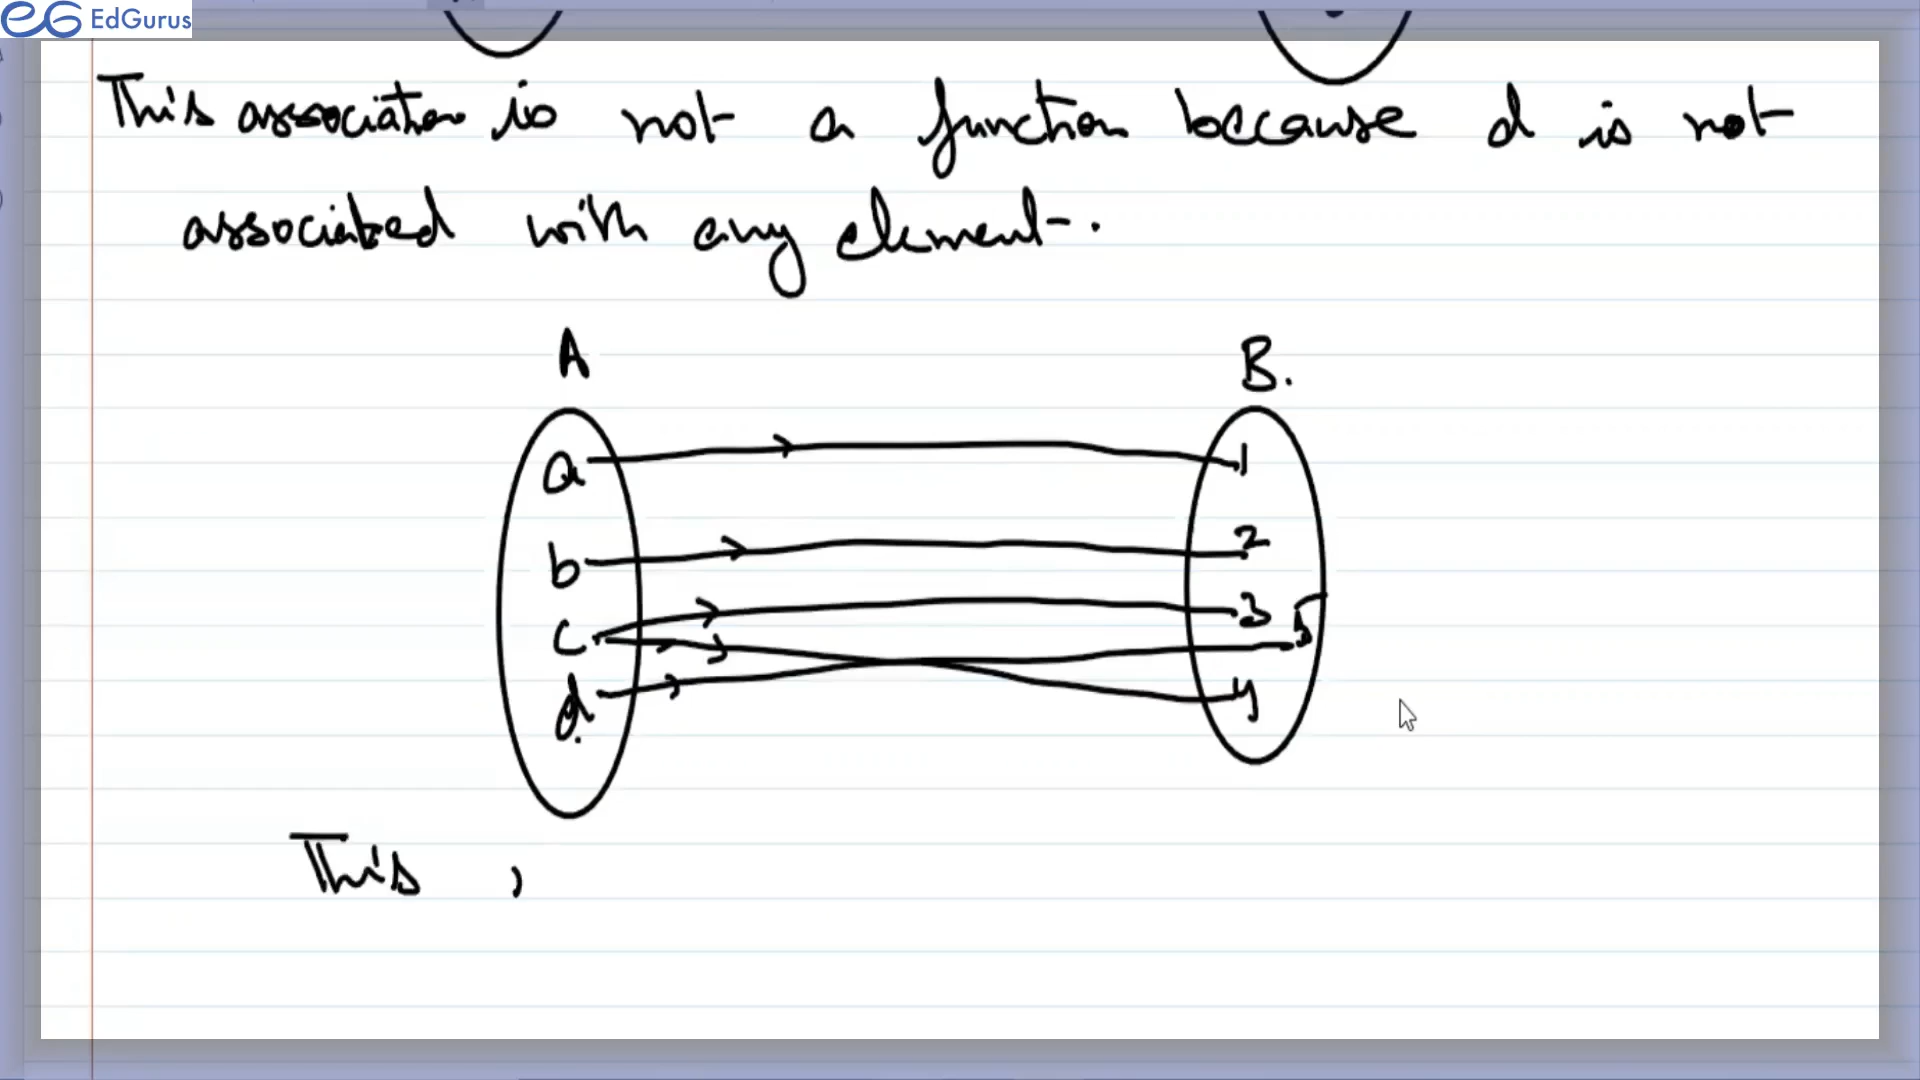 EdGurus
This association is not a function because d is not
associated with any element.
A B.
a 1
b 2
c 3 5
d. 4
This